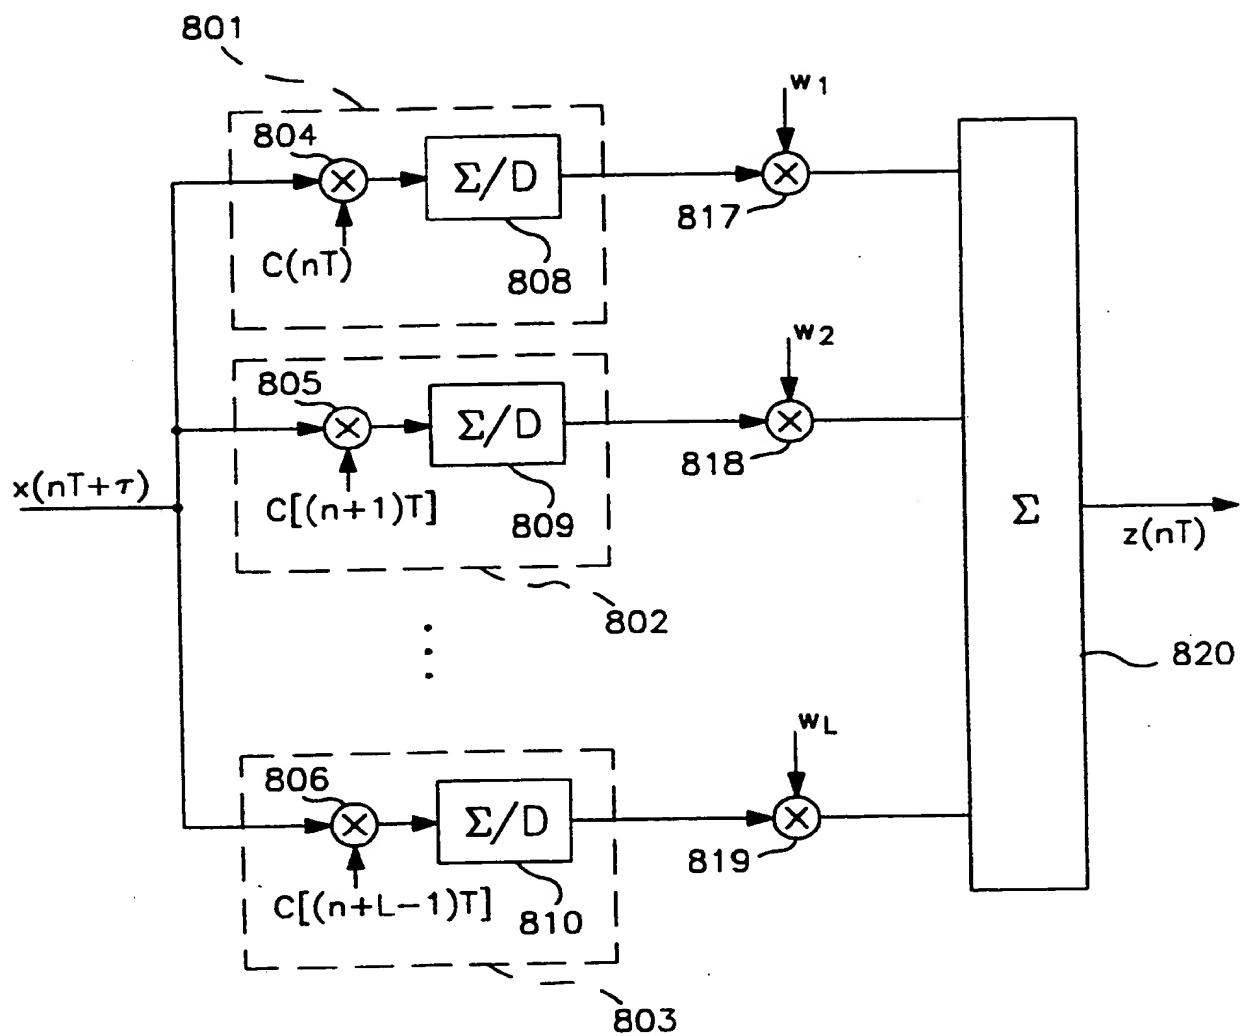 801
w₁
804
Σ/D
817
C(nT)
808
w₂
805
Σ/D
818
x(nT+τ)
C[(n+1)T]
809
Σ
z(nT)
802
820
w_L
806
Σ/D
819
C[(n+L−1)T]
810
803